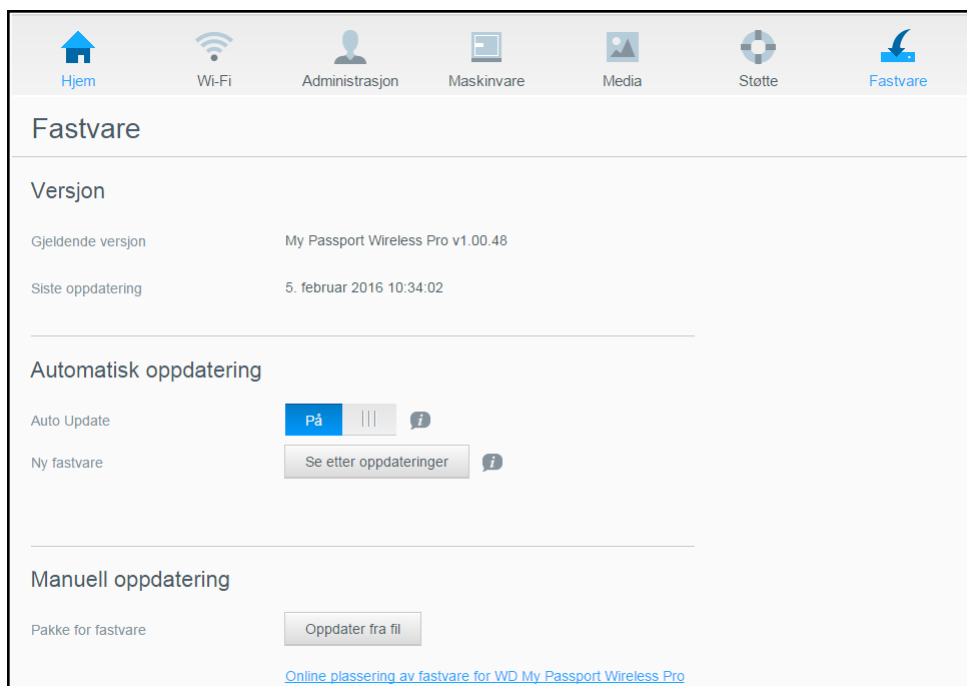 Hjem Wi-Fi Administrasjon Maskinvare Media Støtte Fastvare
Fastvare
Versjon
Gjeldende versjon My Passport Wireless Pro v1.00.48
Siste oppdatering 5. februar 2016 10:34:02
Automatisk oppdatering
Auto Update På
Ny fastvare Se etter oppdateringer
Manuell oppdatering
Pakke for fastvare Oppdater fra fil
Online plassering av fastvare for WD My Passport Wireless Pro